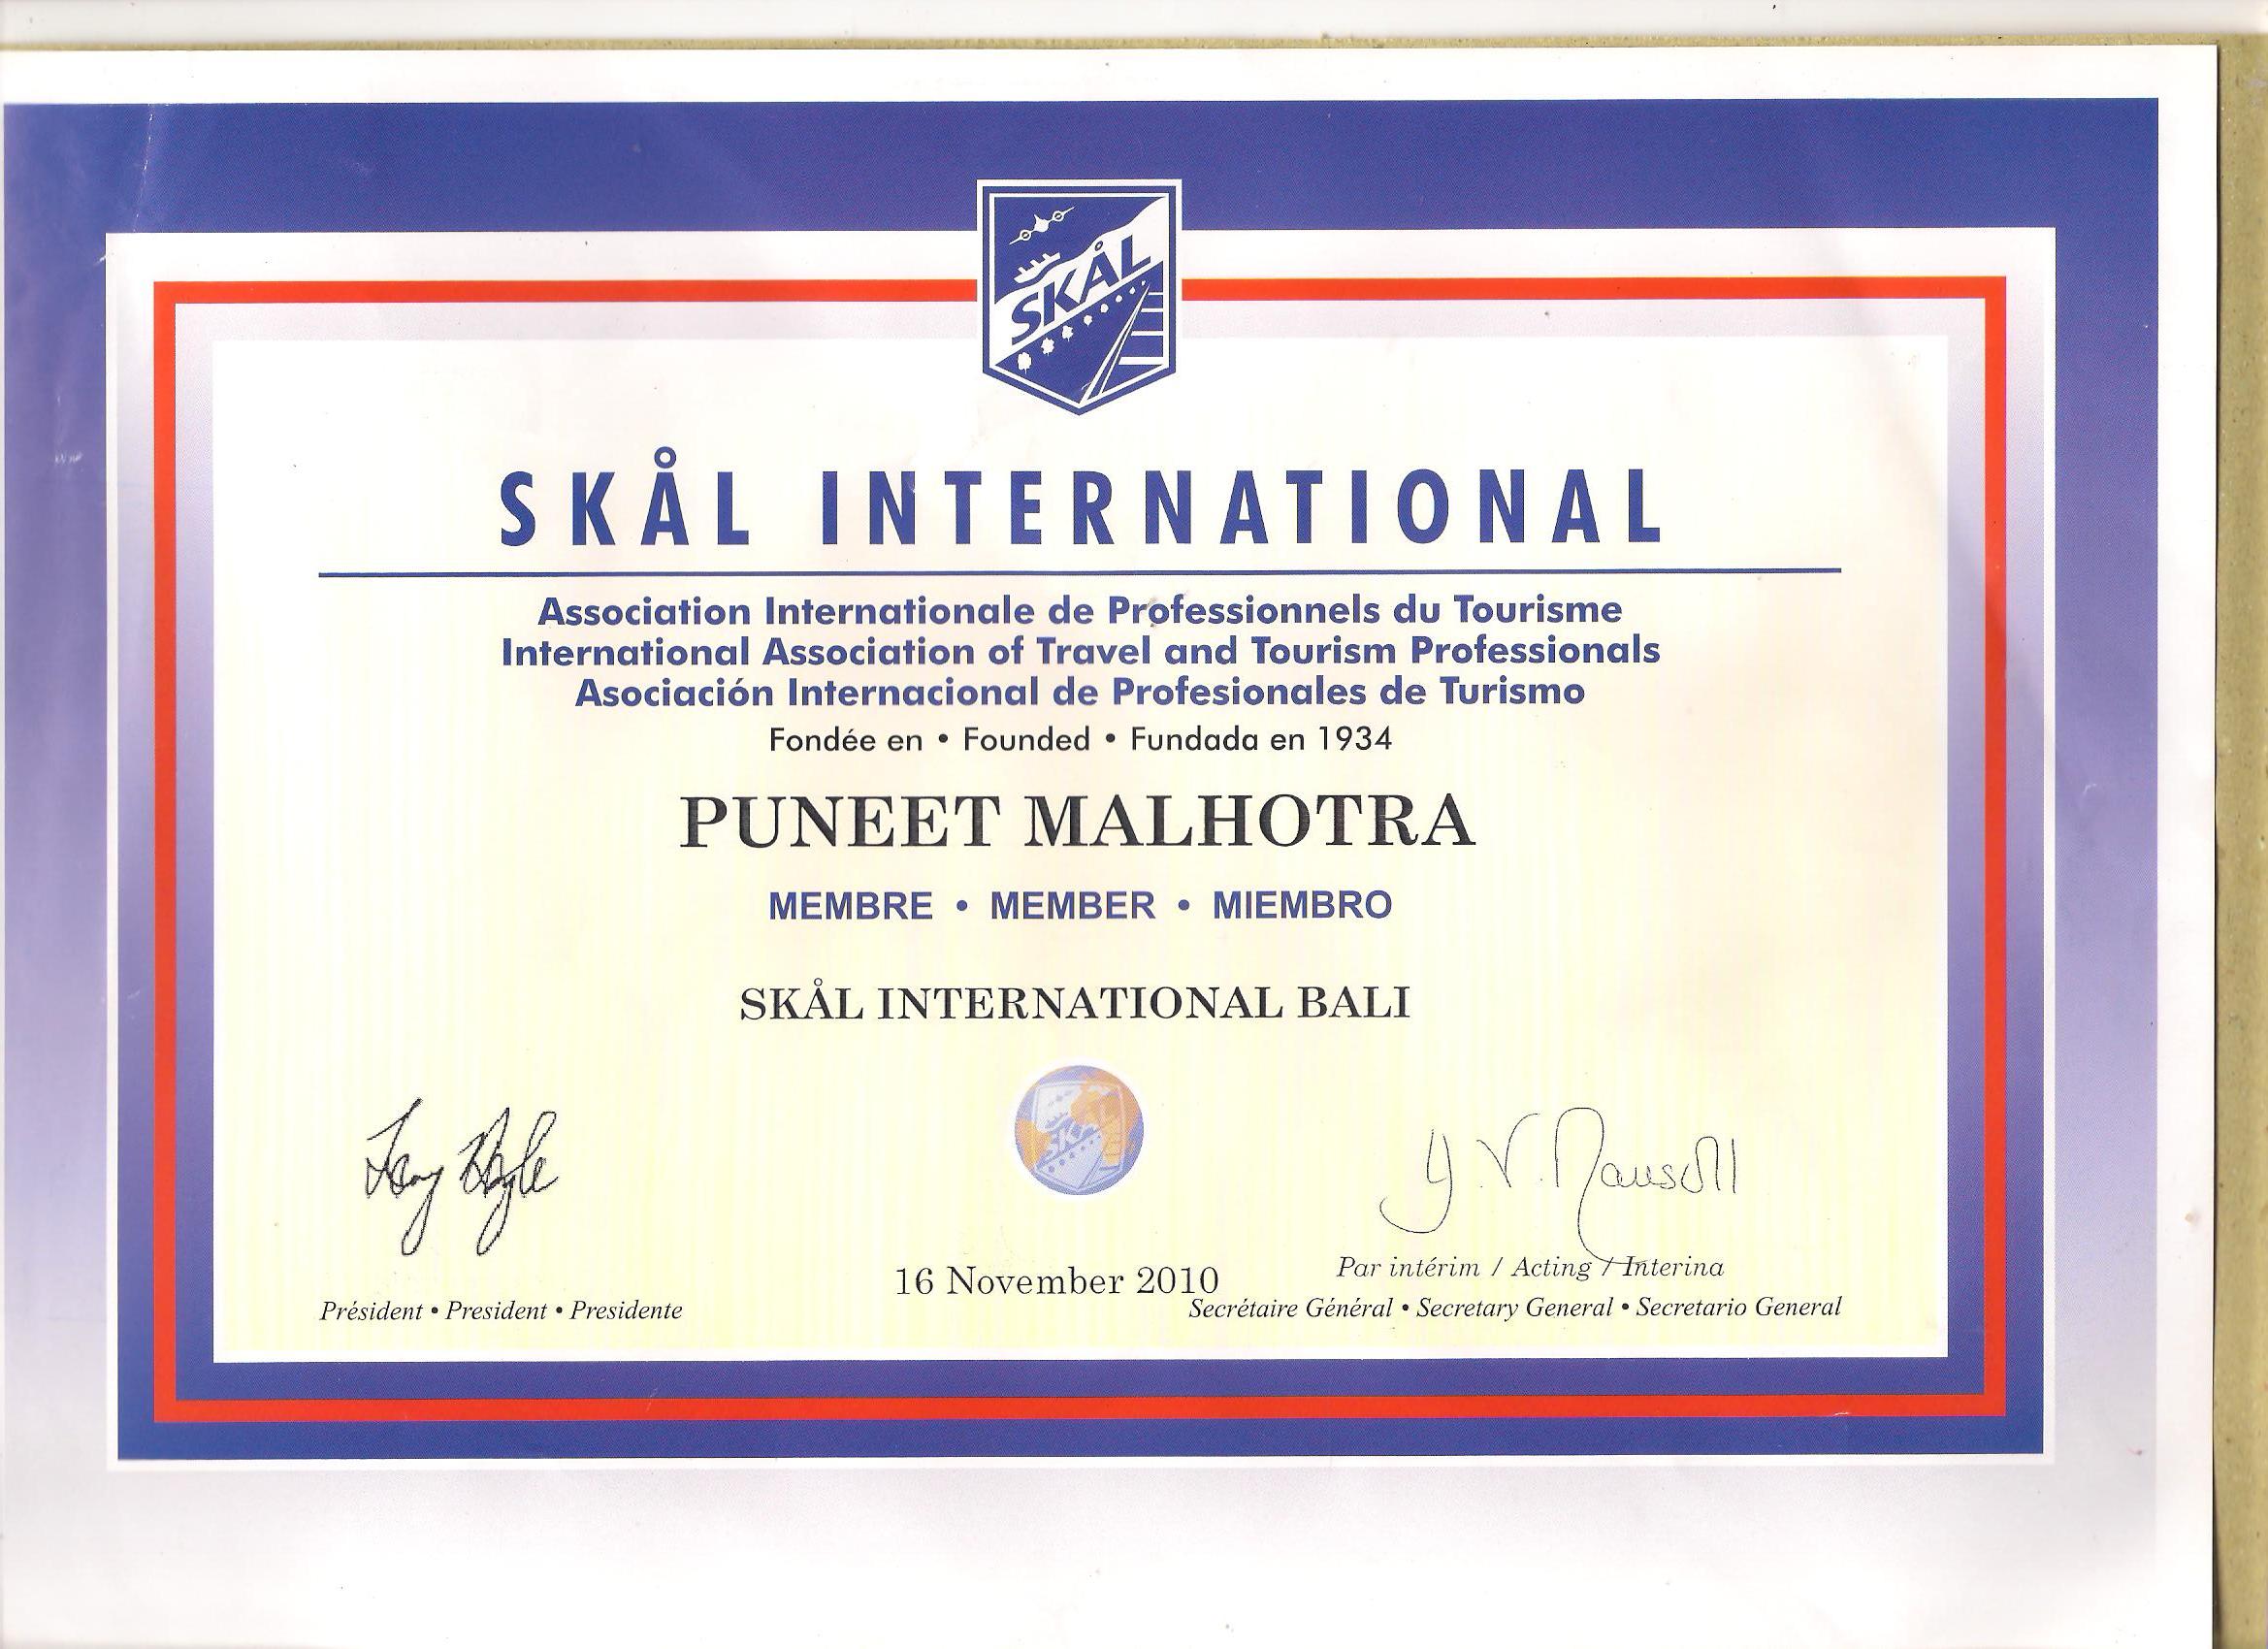 SKÅL
SKÅL INTERNATIONAL
Association Internationale de Professionnels du Tourisme
International Association of Travel and Tourism Professionals
Asociación Internacional de Profesionales de Turismo
Fondée en • Founded • Fundada en 1934
PUNEET MALHOTRA
MEMBRE • MEMBER • MIEMBRO
SKÅL INTERNATIONAL BALI
SKÅL
16 November 2010
Président • President • Presidente
Par intérim / Acting / Interina
Secrétaire Général • Secretary General • Secretario General